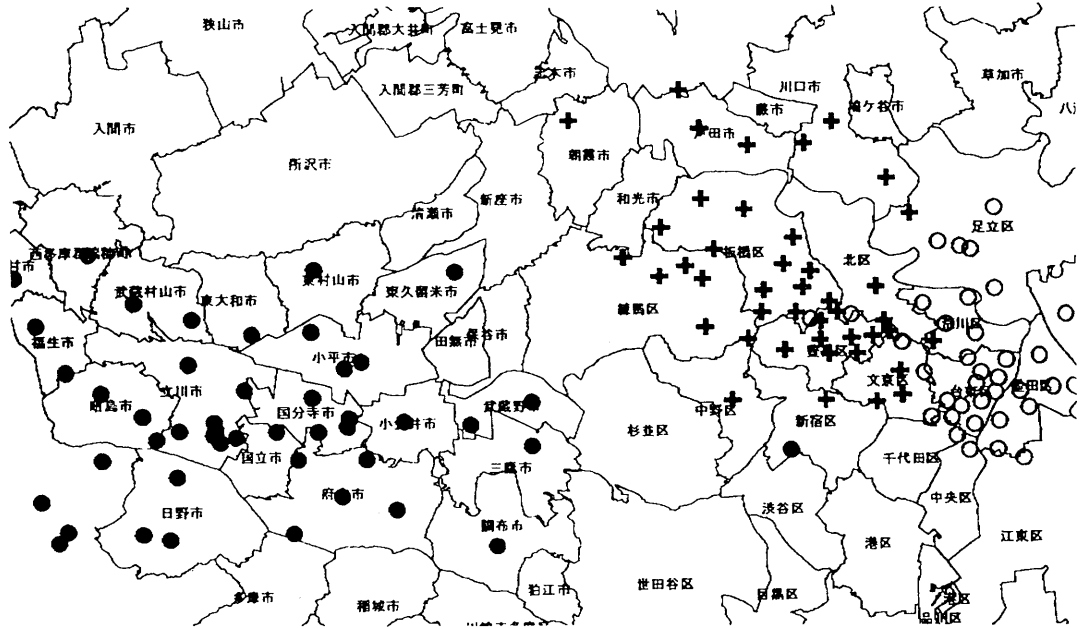 狭山市
入間郡大井町
富士見市
志木市
川口市
草加市
入間郡三芳町
蕨市
鳩ケ谷市
入間市
戸田市
朝霞市
所沢市
新座市
和光市
清瀬市
足立区
板橋区
北区
東村山市
武蔵村山市
東大和市
東久留米市
練馬区
荒川区
福生市
保谷市
田無市
小平市
豊島区
立川市
文京区
台東区
墨田区
昭島市
国分寺市
武蔵野市
中野区
小金井市
新宿区
杉並区
国立市
三鷹市
千代田区
府中市
中央区
日野市
渋谷区
調布市
港区
江東区
世田谷区
狛江市
目黒区
多摩市
稲城市
港区
品川区